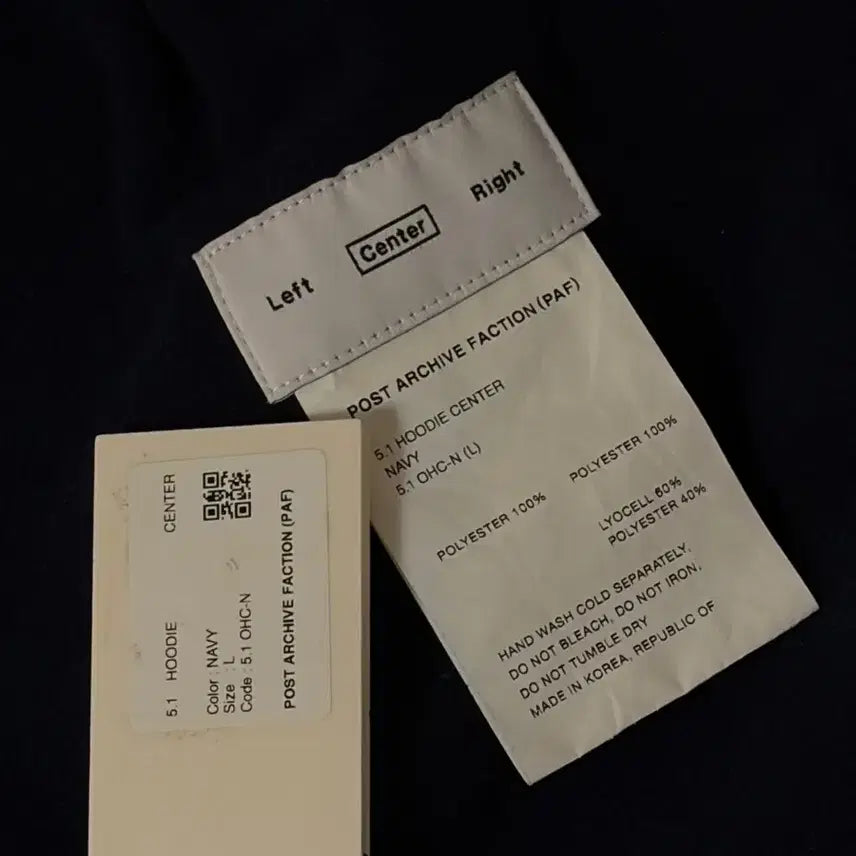 Left Center Right
POST ARCHIVE FACTION (PAF)
5.1 HOODIE CENTER
NAVY
5.1 OHC-N (L)
POLYESTER 100% POLYESTER 100%
LYOCELL 60%
POLYESTER 40%
HAND WASH COLD SEPARATELY,
DO NOT BLEACH, DO NOT IRON,
DO NOT TUMBLE DRY
MADE IN KOREA, REPUBLIC OF
5.1 HOODIE CENTER
Color : NAVY
Size : L
Code : 5.1 OHC-N
POST ARCHIVE FACTION (PAF)